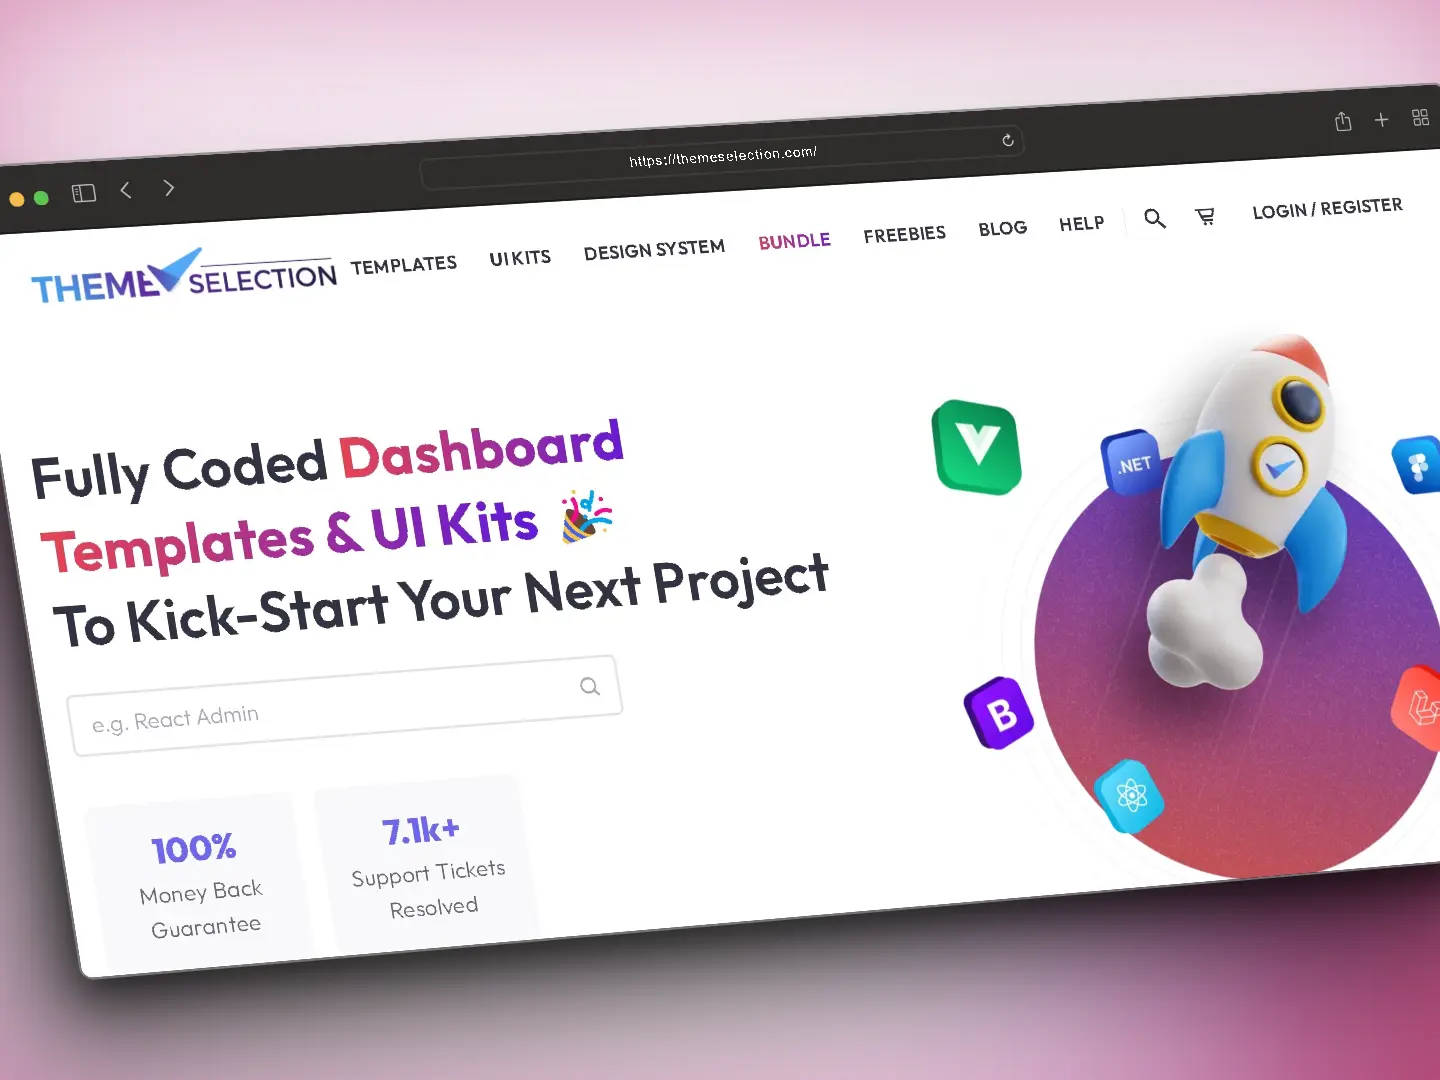 https://themeselection.com/
THEMESELECTION
TEMPLATES
UI KITS
DESIGN SYSTEM
BUNDLE
FREEBIES
BLOG
HELP
LOGIN / REGISTER
Fully Coded Dashboard
Templates & UI Kits
To Kick-Start Your Next Project
e.g. React Admin
100%
Money Back
Guarantee
7.1k+
Support Tickets
Resolved
.NET
B